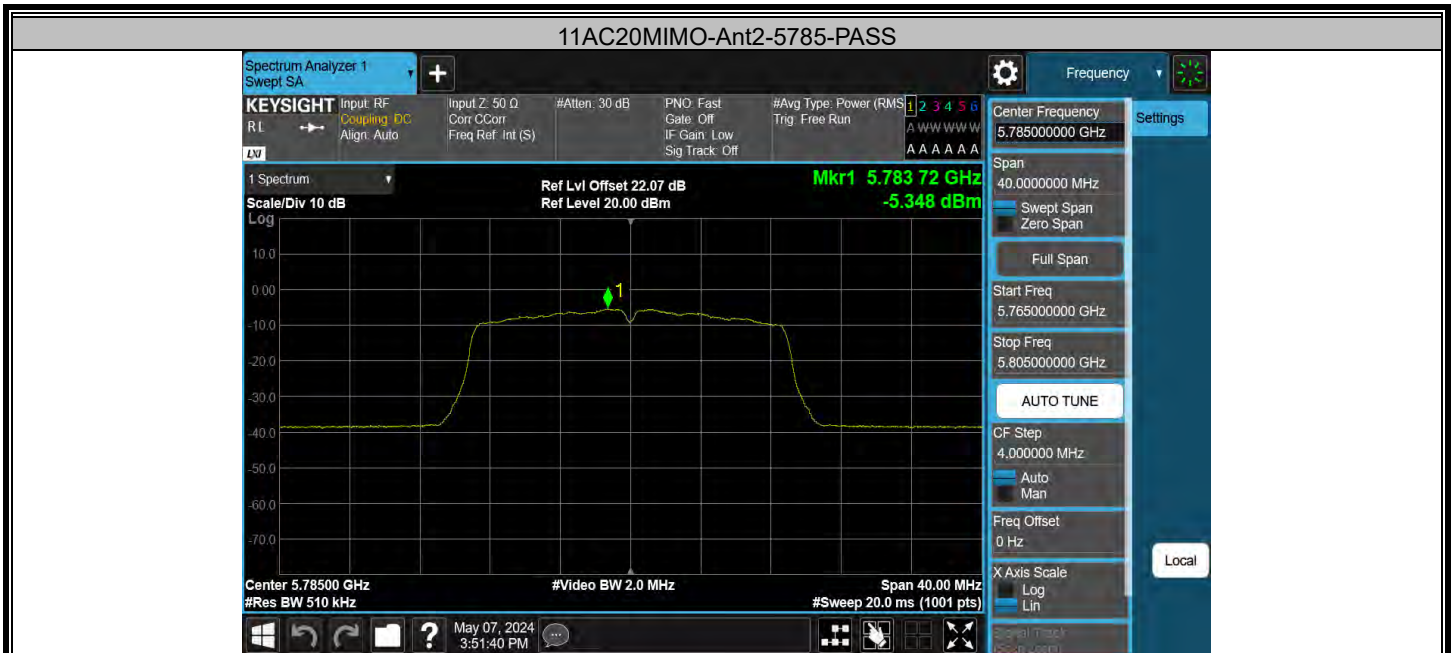 11AC20MIMO-Ant2-5785-PASS
Spectrum Analyzer 1
Swept SA
+
Frequency
KEYSIGHT
RL
LXI
Input: RF
Coupling: DC
Align: Auto
Input Z: 50 Ω
Corr CCorr
Freq Ref: Int (S)
#Atten: 30 dB
PNO: Fast
Gate: Off
IF Gain: Low
Sig Track: Off
#Avg Type: Power (RMS
Trig: Free Run
1 2 3 4 5 6
A W W W W W
A A A A A A
Center Frequency
5.785000000 GHz
Settings
Span
40.0000000 MHz
Swept Span
Zero Span
Full Span
Start Freq
5.765000000 GHz
Stop Freq
5.805000000 GHz
AUTO TUNE
CF Step
4.000000 MHz
Auto
Man
Freq Offset
0 Hz
X Axis Scale
Log
Lin
Signal Track
(Span Zoom)
Local
1 Spectrum
Scale/Div 10 dB
Ref Lvl Offset 22.07 dB
Ref Level 20.00 dBm
Mkr1 5.783 72 GHz
-5.348 dBm
Log
10.0
0.00
-10.0
-20.0
-30.0
-40.0
-50.0
-60.0
-70.0
1
Center 5.78500 GHz
#Res BW 510 kHz
#Video BW 2.0 MHz
Span 40.00 MHz
#Sweep 20.0 ms (1001 pts)
?
May 07, 2024
3:51:40 PM